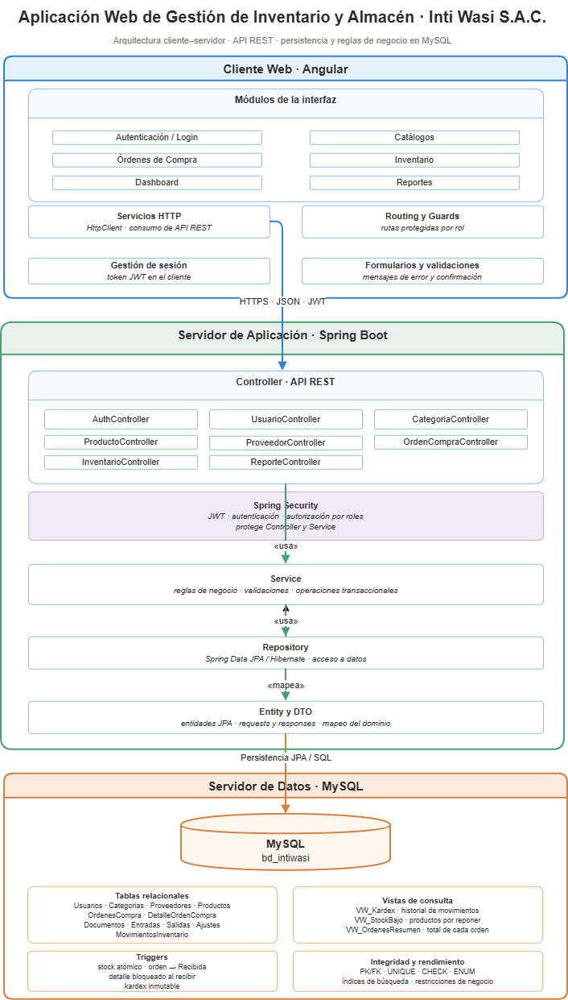 Aplicación Web de Gestión de Inventario y Almacén · Inti Wasi S.A.C.
Arquitectura cliente–servidor · API REST · persistencia y reglas de negocio en MySQL
Cliente Web · Angular
Módulos de la interfaz
Autenticación / Login
Catálogos
Órdenes de Compra
Inventario
Dashboard
Reportes
Servicios HTTP
HttpClient · consumo de API REST
Routing y Guards
rutas protegidas por rol
Gestión de sesión
token JWT en el cliente
Formularios y validaciones
mensajes de error y confirmación
HTTPS · JSON · JWT
Servidor de Aplicación · Spring Boot
Controller · API REST
AuthController
UsuarioController
CategoriaController
ProductoController
ProveedorController
OrdenCompraController
InventarioController
ReporteController
Spring Security
JWT · autenticación · autorización por roles
protege Controller y Service
«usa»
Service
reglas de negocio · validaciones · operaciones transaccionales
«usa»
Repository
Spring Data JPA / Hibernate · acceso a datos
«mapea»
Entity y DTO
entidades JPA · requests y responses · mapeo del dominio
Persistencia JPA / SQL
Servidor de Datos · MySQL
MySQL
bd_intiwasi
Tablas relacionales
Usuarios · Categorias · Proveedores · Productos
OrdenesCompra · DetalleOrdenCompra
Documentos · Entradas · Salidas · Ajustes
MovimientosInventario
Vistas de consulta
VW_Kardex · historial de movimientos
VW_StockBajo · productos por reponer
VW_OrdenesResumen · total de cada orden
Triggers
stock atómico · orden → Recibida
detalle bloqueado al recibir
kardex inmutable
Integridad y rendimiento
PK/FK · UNIQUE · CHECK · ENUM
índices de búsqueda · restricciones de negocio